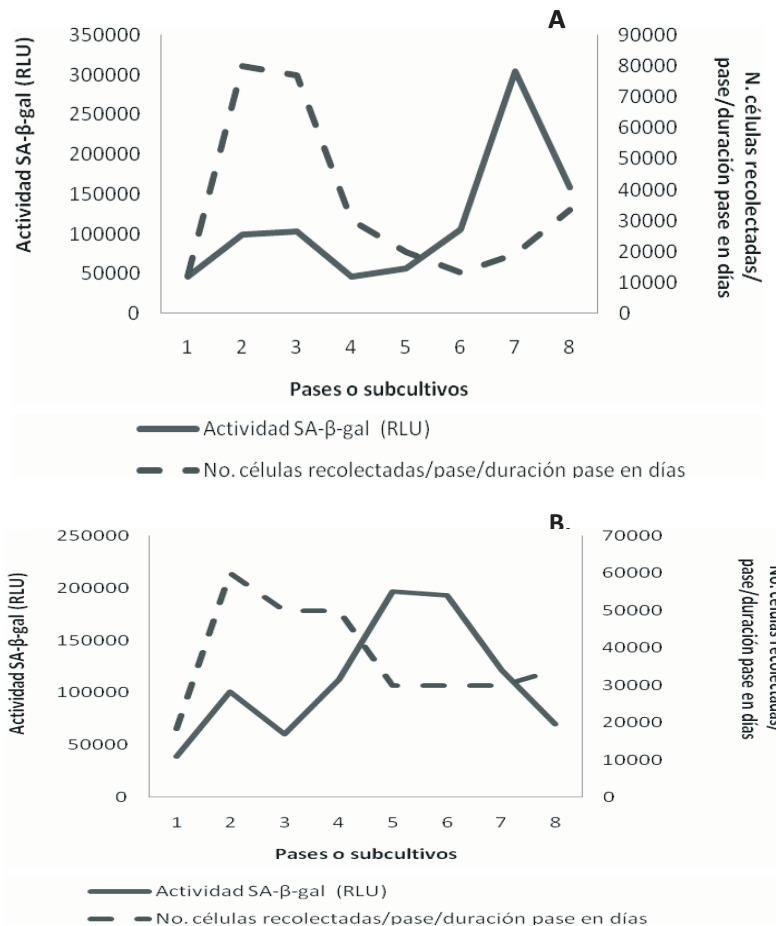 A
Actividad SA-β-gal (RLU)
350000
300000
250000
200000
150000
100000
50000
0
90000
80000
70000
60000
50000
40000
30000
20000
10000
0
N. células recolectadas/
pase/duración pase en días
1 2 3 4 5 6 7 8
Pases o subcultivos
Actividad SA-β-gal (RLU)
No. células recolectadas/pase/duración pase en días
B.
Actividad SA-β-gal (RLU)
250000
200000
150000
100000
50000
0
70000
60000
50000
40000
30000
20000
10000
0
No. células recolectadas/
pase/duración pase en días
1 2 3 4 5 6 7 8
Pases o subcultivos
Actividad SA-β-gal (RLU)
No. células recolectadas/pase/duración pase en días